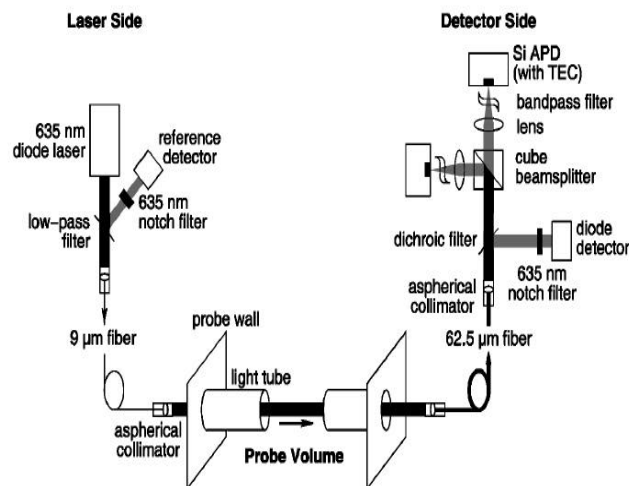 Laser Side
Detector Side
Si APD
(with TEC)
bandpass filter
lens
635 nm
diode laser
reference
detector
cube
beamsplitter
635 nm
notch filter
low-pass
filter
dichroic filter
diode
detector
635 nm
notch filter
aspherical
collimator
probe wall
9 µm fiber
62.5 µm fiber
light tube
aspherical
collimator
Probe Volume